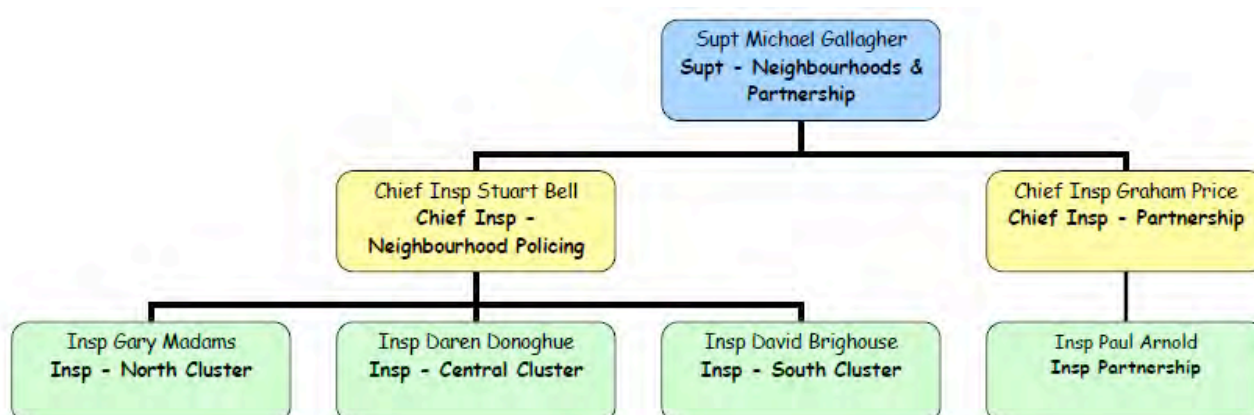 Supt Michael Gallagher
Supt - Neighbourhoods &
Partnership
Chief Insp Stuart Bell
Chief Insp -
Neighbourhood Policing
Chief Insp Graham Price
Chief Insp - Partnership
Insp Gary Madams
Insp - North Cluster
Insp Daren Donoghue
Insp - Central Cluster
Insp David Brighouse
Insp - South Cluster
Insp Paul Arnold
Insp Partnership